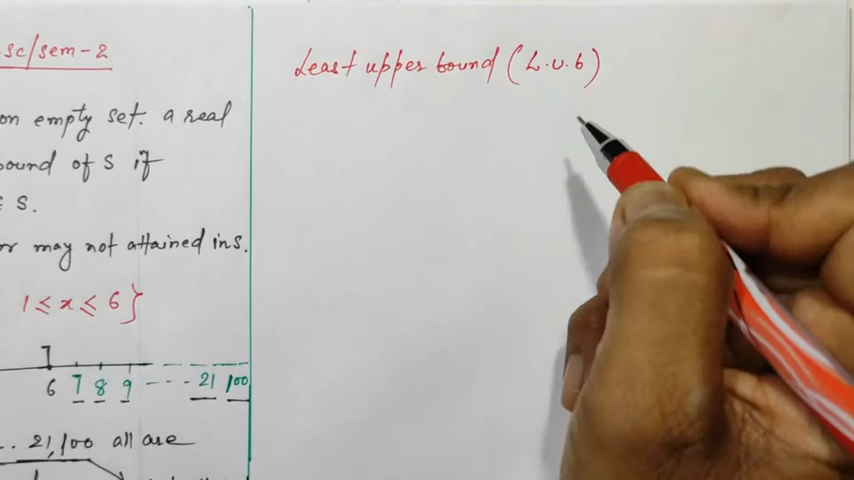 sc/sem-2
on empty set. a real
ound of S if
S.
or may not attained in S.
1 ≤ x ≤ 6}
6 7 8 9 --- 21 100
.. 21, 100 all are
Least upper bound (L.U.b)